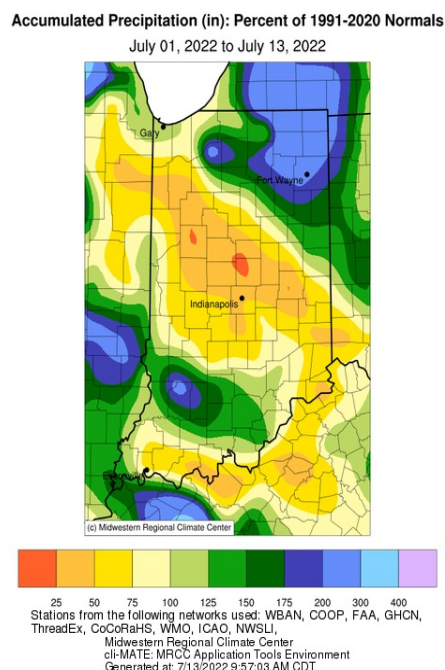 Accumulated Precipitation (in): Percent of 1991-2020 Normals
July 01, 2022 to July 13, 2022
Gary
Fort Wayne
Indianapolis
(c) Midwestern Regional Climate Center
25 50 75 100 125 150 175 200 300 400
Stations from the following networks used: WBAN, COOP, FAA, GHCN,
ThreadEx, CoCoRaHS, WMO, ICAO, NWSLI,
Midwestern Regional Climate Center
cli-MATE: MRCC Application Tools Environment
Generated at: 7/13/2022 9:57:03 AM CDT